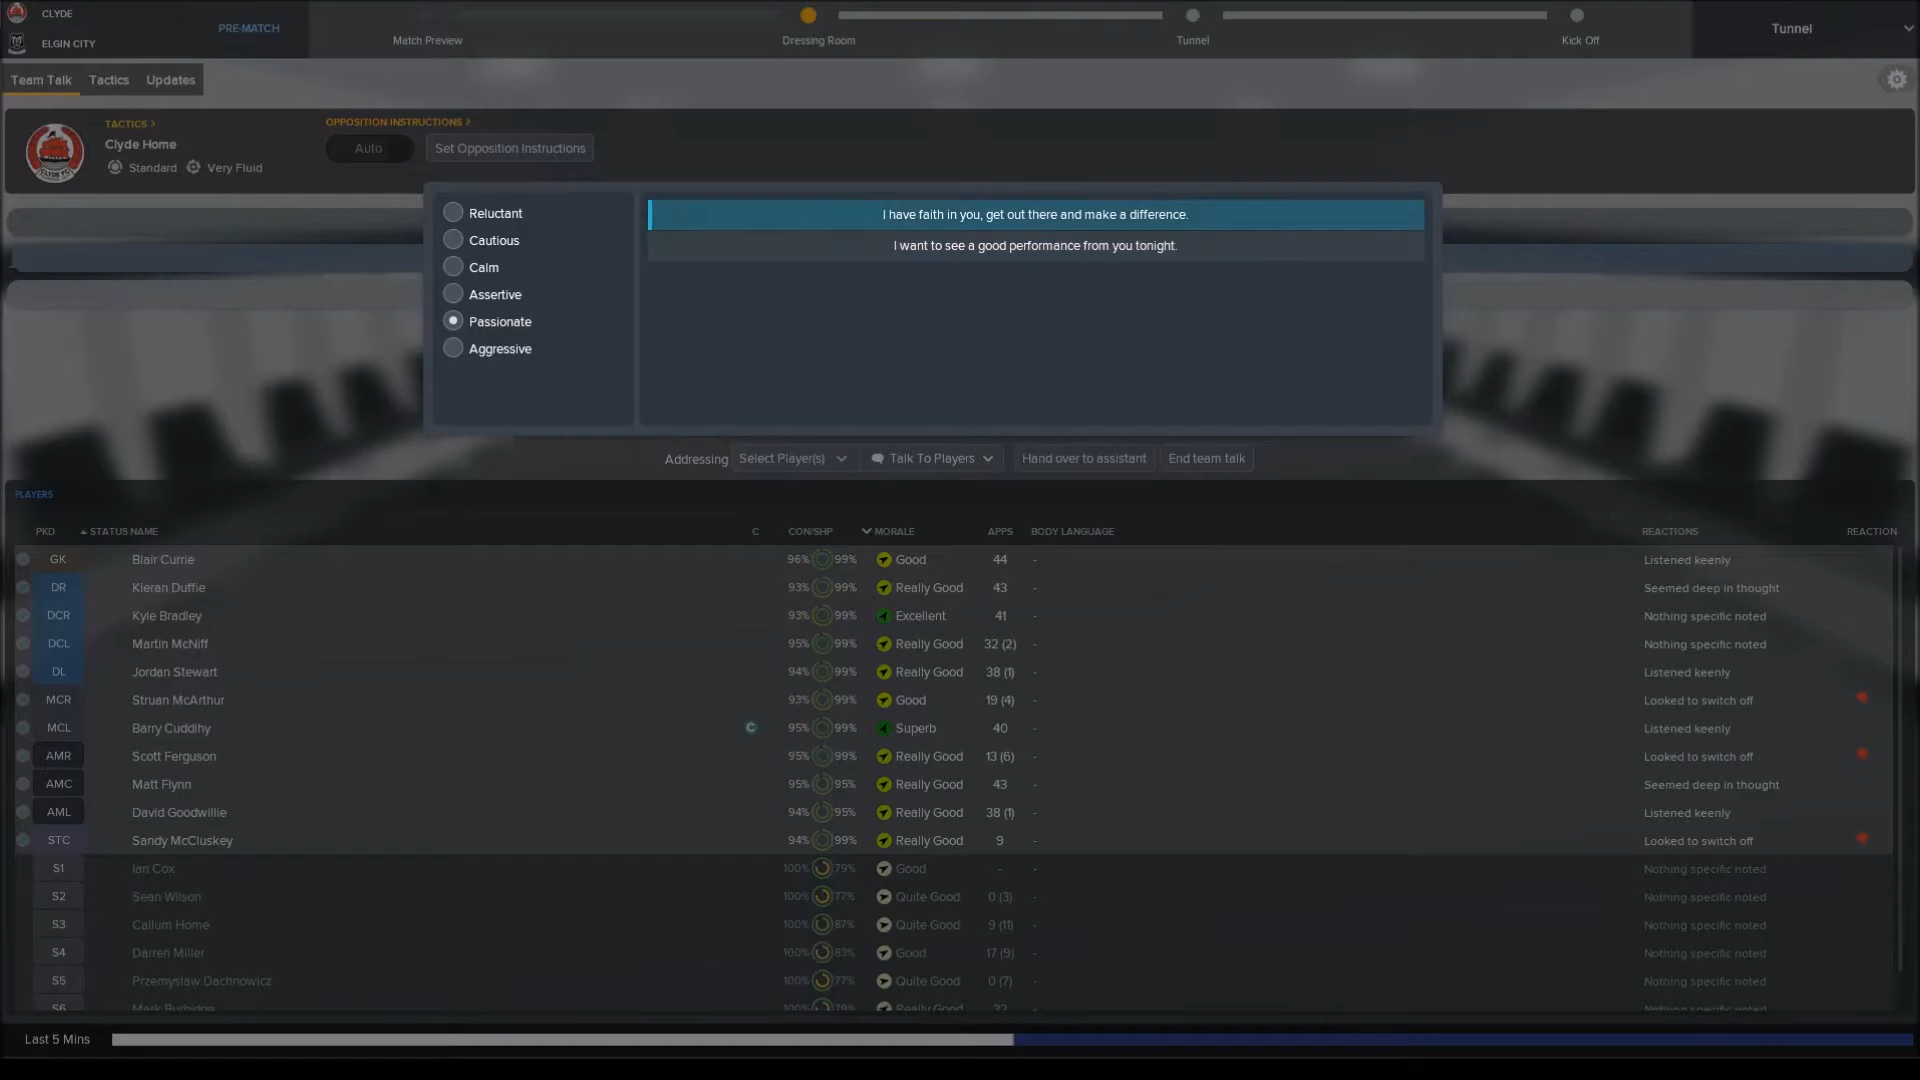 CLYDE
ELGIN CITY
PRE-MATCH
Match Preview
Dressing Room
Tunnel
Kick Off
Tunnel
Team Talk
Tactics
Updates
TACTICS >
Clyde Home
Standard
Very Fluid
OPPOSITION INSTRUCTIONS >
Auto
Set Opposition Instructions
Reluctant
Cautious
Calm
Assertive
Passionate
Aggressive
I have faith in you, get out there and make a difference.
I want to see a good performance from you tonight.
Addressing Select Player(s) Talk To Players Hand over to assistant End team talk
PLAYERS
PKD STATUS NAME C CON/SHP MORALE APPS BODY LANGUAGE REACTIONS REACTION
GK Blair Currie 96% 99% Good 44 - Listened keenly
DR Kieran Duffie 93% 99% Really Good 43 - Seemed deep in thought
DCR Kyle Bradley 93% 99% Excellent 41 - Nothing specific noted
DCL Martin McNiff 95% 99% Really Good 32 (2) - Nothing specific noted
DL Jordan Stewart 94% 99% Really Good 38 (1) - Listened keenly
MCR Struan McArthur 93% 99% Good 19 (4) - Looked to switch off
MCL Barry Cuddihy C 95% 99% Superb 40 - Listened keenly
AMR Scott Ferguson 95% 99% Really Good 13 (6) - Looked to switch off
AMC Matt Flynn 95% 95% Really Good 43 - Seemed deep in thought
AML David Goodwillie 94% 95% Really Good 38 (1) - Listened keenly
STC Sandy McCluskey 94% 99% Really Good 9 - Looked to switch off
S1 Ian Cox 100% 79% Good - - Nothing specific noted
S2 Sean Wilson 100% 77% Quite Good 0 (3) - Nothing specific noted
S3 Callum Home 100% 87% Quite Good 9 (11) - Nothing specific noted
S4 Darren Miller 100% 83% Good 17 (9) - Nothing specific noted
S5 Przemyslaw Dachnowicz 100% 77% Quite Good 0 (7) - Nothing specific noted
S6 Mark Burbidge 100% 79% Really Good 32 - Nothing specific noted
Last 5 Mins